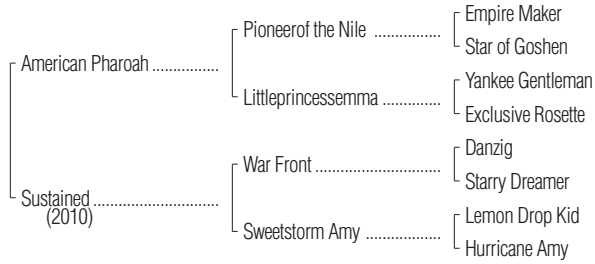 Empire Maker
Pioneerof the Nile ................
Star of Goshen
American Pharoah ................
Yankee Gentleman
Littleprincessemma .............
Exclusive Rosette
Danzig
War Front .............................
Starry Dreamer
Sustained ..............................
(2010)
Lemon Drop Kid
Sweetstorm Amy .................
Hurricane Amy